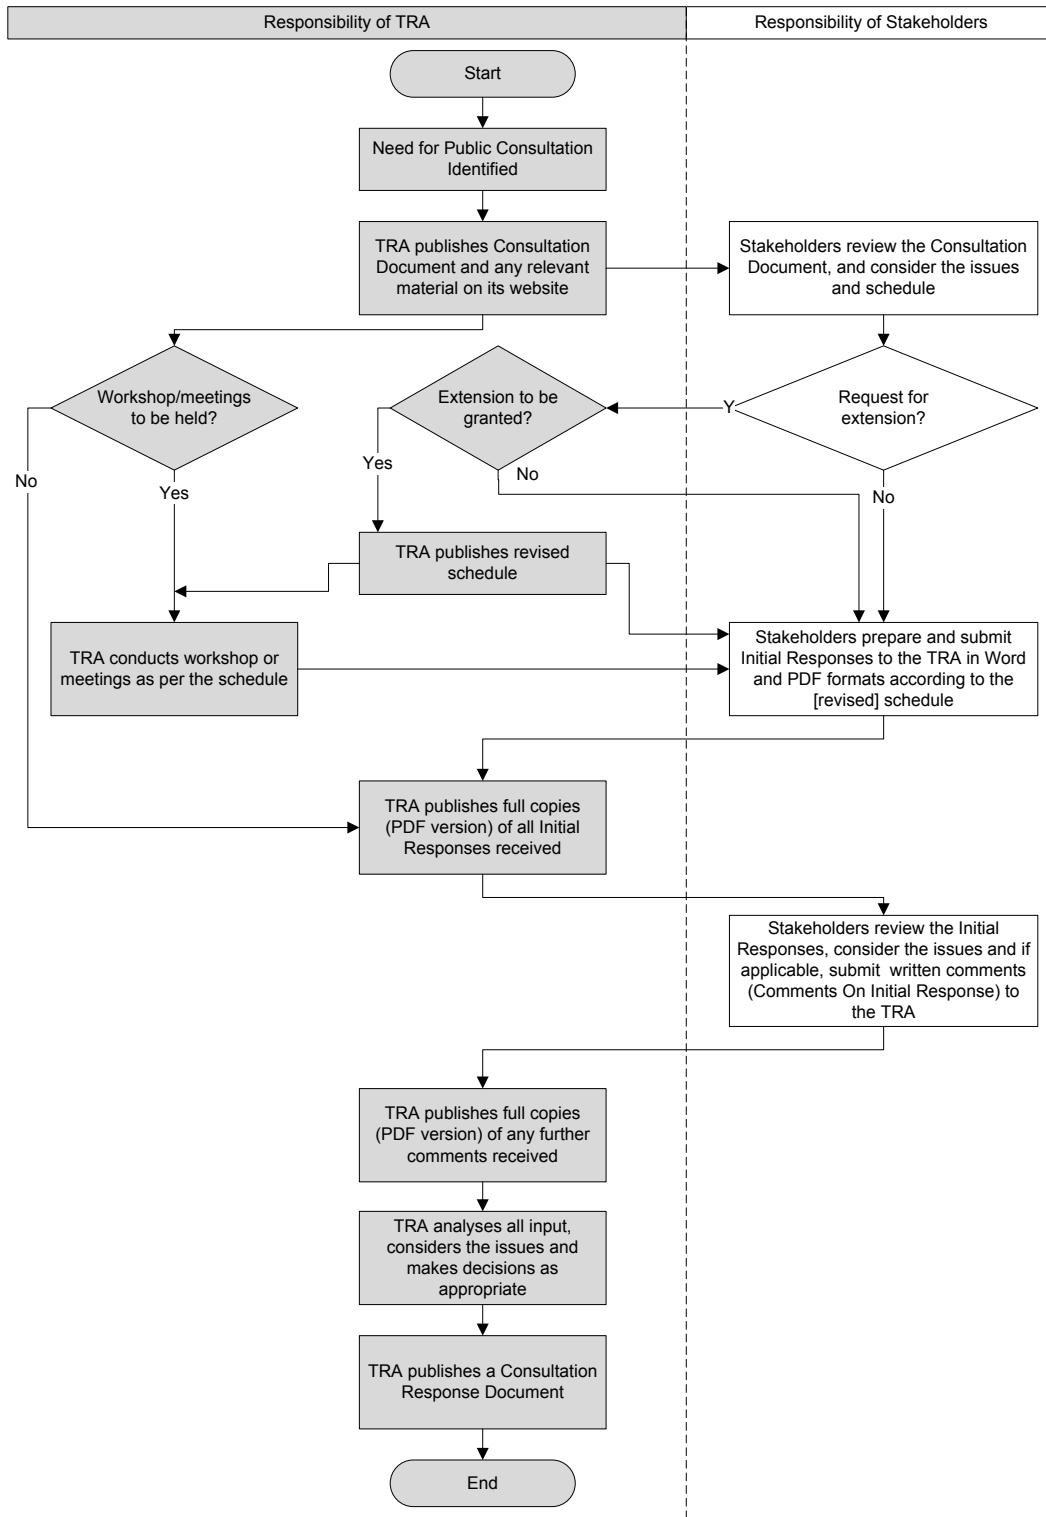 Responsibility of TRA
Responsibility of Stakeholders
Start
Need for Public Consultation
Identified
TRA publishes Consultation
Document and any relevant
material on its website
Stakeholders review the Consultation
Document, and consider the issues
and schedule
Workshop/meetings
to be held?
Extension to be
granted?
Y
Request for
extension?
No
Yes
Yes
No
No
TRA publishes revised
schedule
TRA conducts workshop or
meetings as per the schedule
Stakeholders prepare and submit
Initial Responses to the TRA in Word
and PDF formats according to the
[revised] schedule
TRA publishes full copies
(PDF version) of all Initial
Responses received
Stakeholders review the Initial
Responses, consider the issues and if
applicable, submit written comments
(Comments On Initial Response) to
the TRA
TRA publishes full copies
(PDF version) of any further
comments received
TRA analyses all input,
considers the issues and
makes decisions as
appropriate
TRA publishes a Consultation
Response Document
End